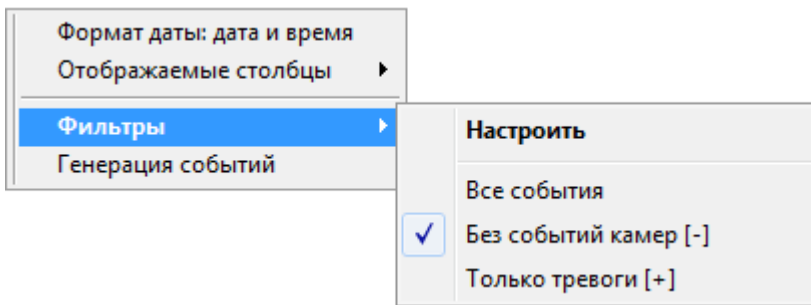 Формат даты: дата и время
Отображаемые столбцы
Фильтры
Генерация событий
Настроить
Все события
Без событий камер [-]
Только тревоги [+]